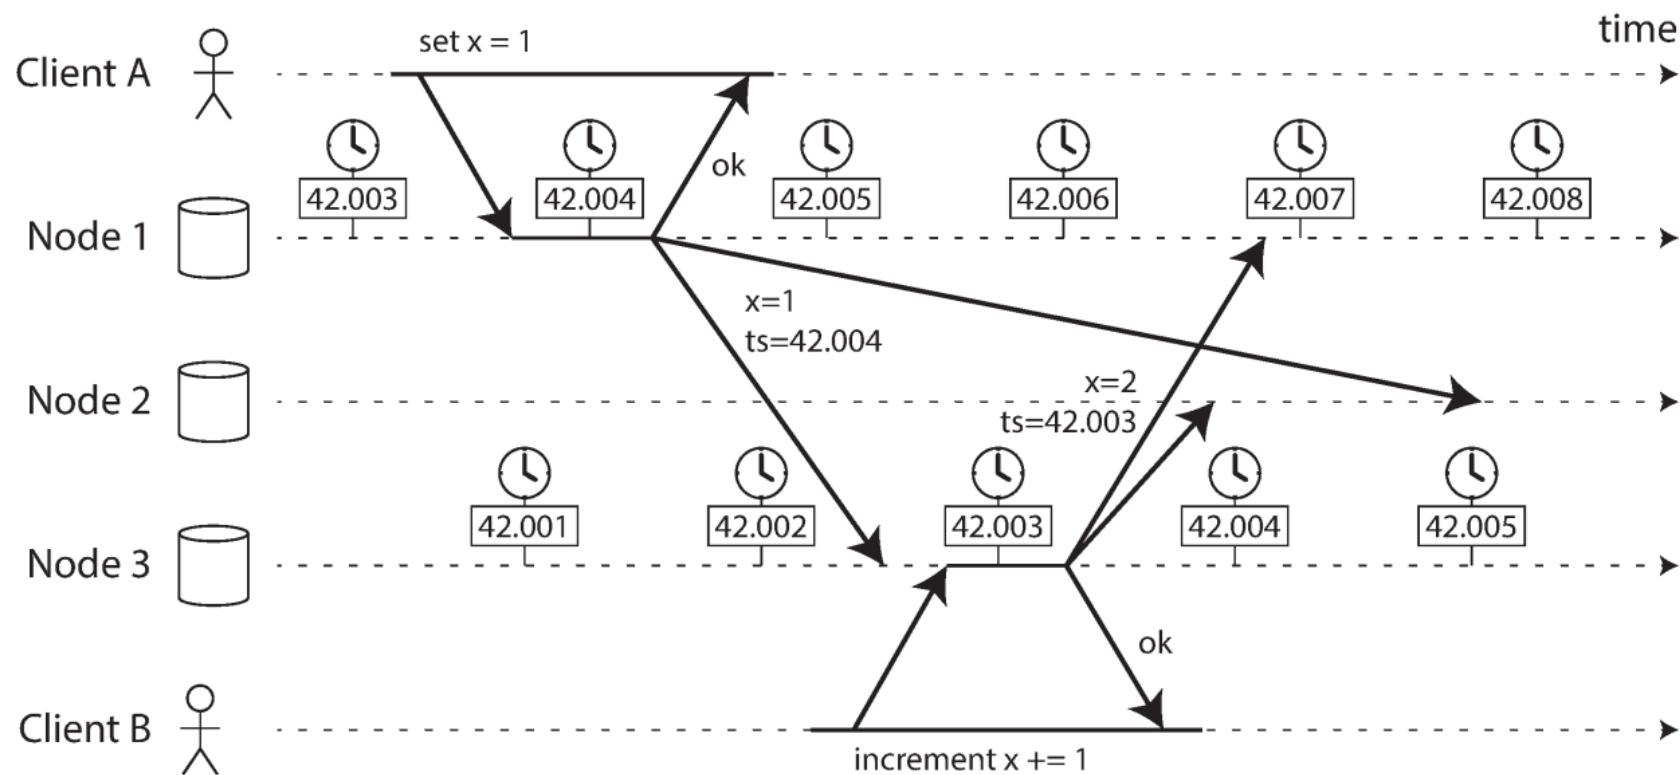 time
set x = 1
Client A
ok
42.003
42.004
42.005
42.006
42.007
42.008
Node 1
x=1
ts=42.004
x=2
ts=42.003
Node 2
42.001
42.002
42.003
42.004
42.005
Node 3
ok
Client B
increment x += 1